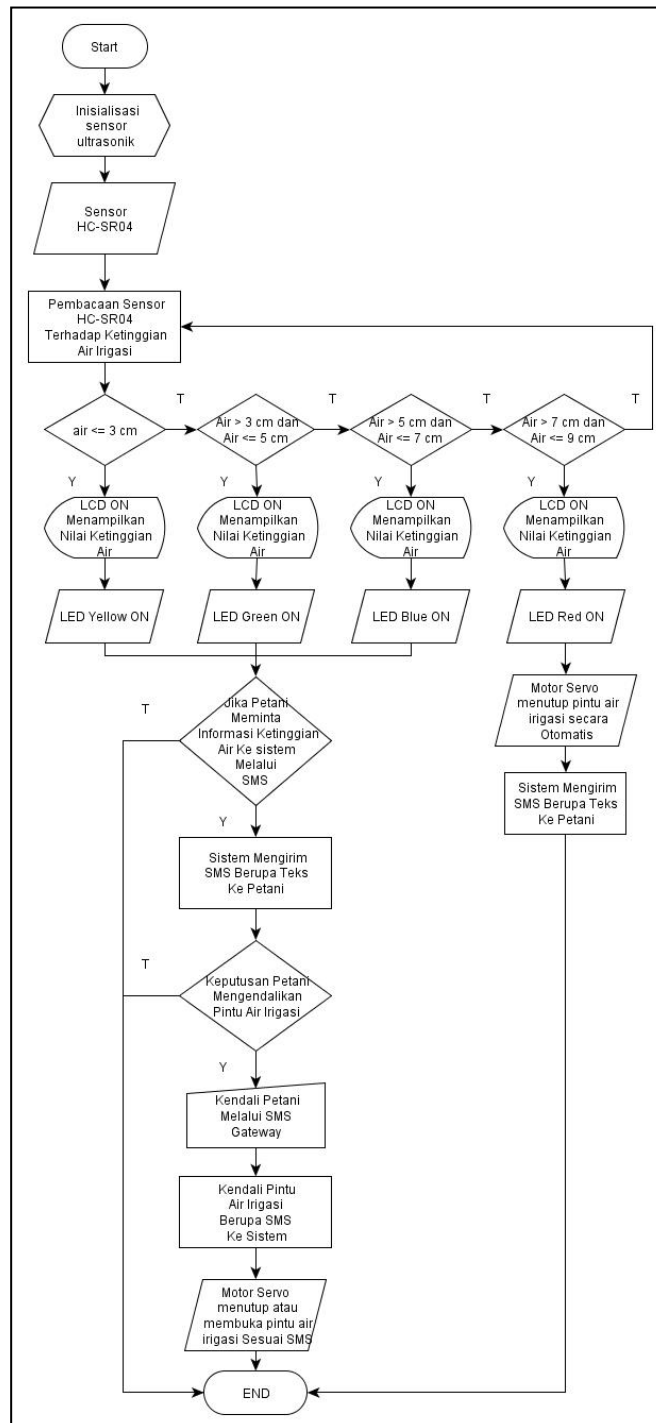 Start
Inisialisasi
sensor
ultrasonik
Sensor
HC-SR04
Pembacaan Sensor
HC-SR04
Terhadap Ketinggian
Air Irigasi
T
T
T
T
air <= 3 cm
Air > 3 cm dan
Air <= 5 cm
Air > 5 cm dan
Air <= 7 cm
Air > 7 cm dan
Air <= 9 cm
Y
Y
Y
Y
LCD ON
Menampilkan
Nilai Ketinggian
Air
LCD ON
Menampilkan
Nilai Ketinggian
Air
LCD ON
Menampilkan
Nilai Ketinggian
Air
LCD ON
Menampilkan
Nilai Ketinggian
Air
LED Yellow ON
LED Green ON
LED Blue ON
LED Red ON
T
Jika Petani
Meminta
Informasi Ketinggian
Air Ke sistem
Melalui
SMS
Motor Servo
menutup pintu air
irigasi secara
Otomatis
Sistem Mengirim
SMS Berupa Teks
Ke Petani
Y
Sistem Mengirim
SMS Berupa Teks
Ke Petani
T
Keputusan Petani
Mengendalikan
Pintu Air Irigasi
Y
Kendali Petani
Melalui SMS
Gateway
Kendali Pintu
Air Irigasi
Berupa SMS
Ke Sistem
Motor Servo
menutup atau
membuka pintu air
irigasi Sesuai SMS
END